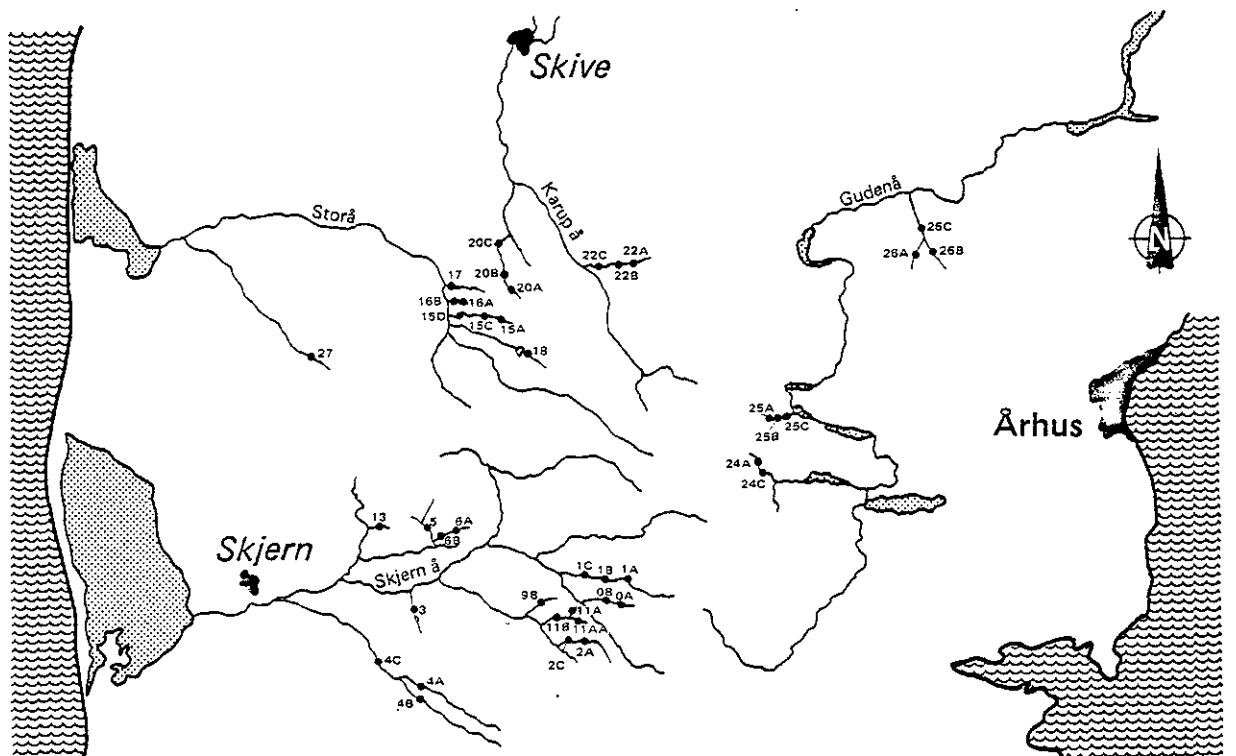 Skive
Karup å
Gudenå
Storå
20C
22A
22C
22B
26C
26A
26B
17
20B
20A
16B
16A
15D
15C
15A
18
27
25A
25C
25B
Århus
24A
24C
N
13
5
6A
6B
Skjern
Skjern å
1C
1B
1A
9B
0B
0A
3
11A
11B
11AA
2C
2A
4C
4A
4B